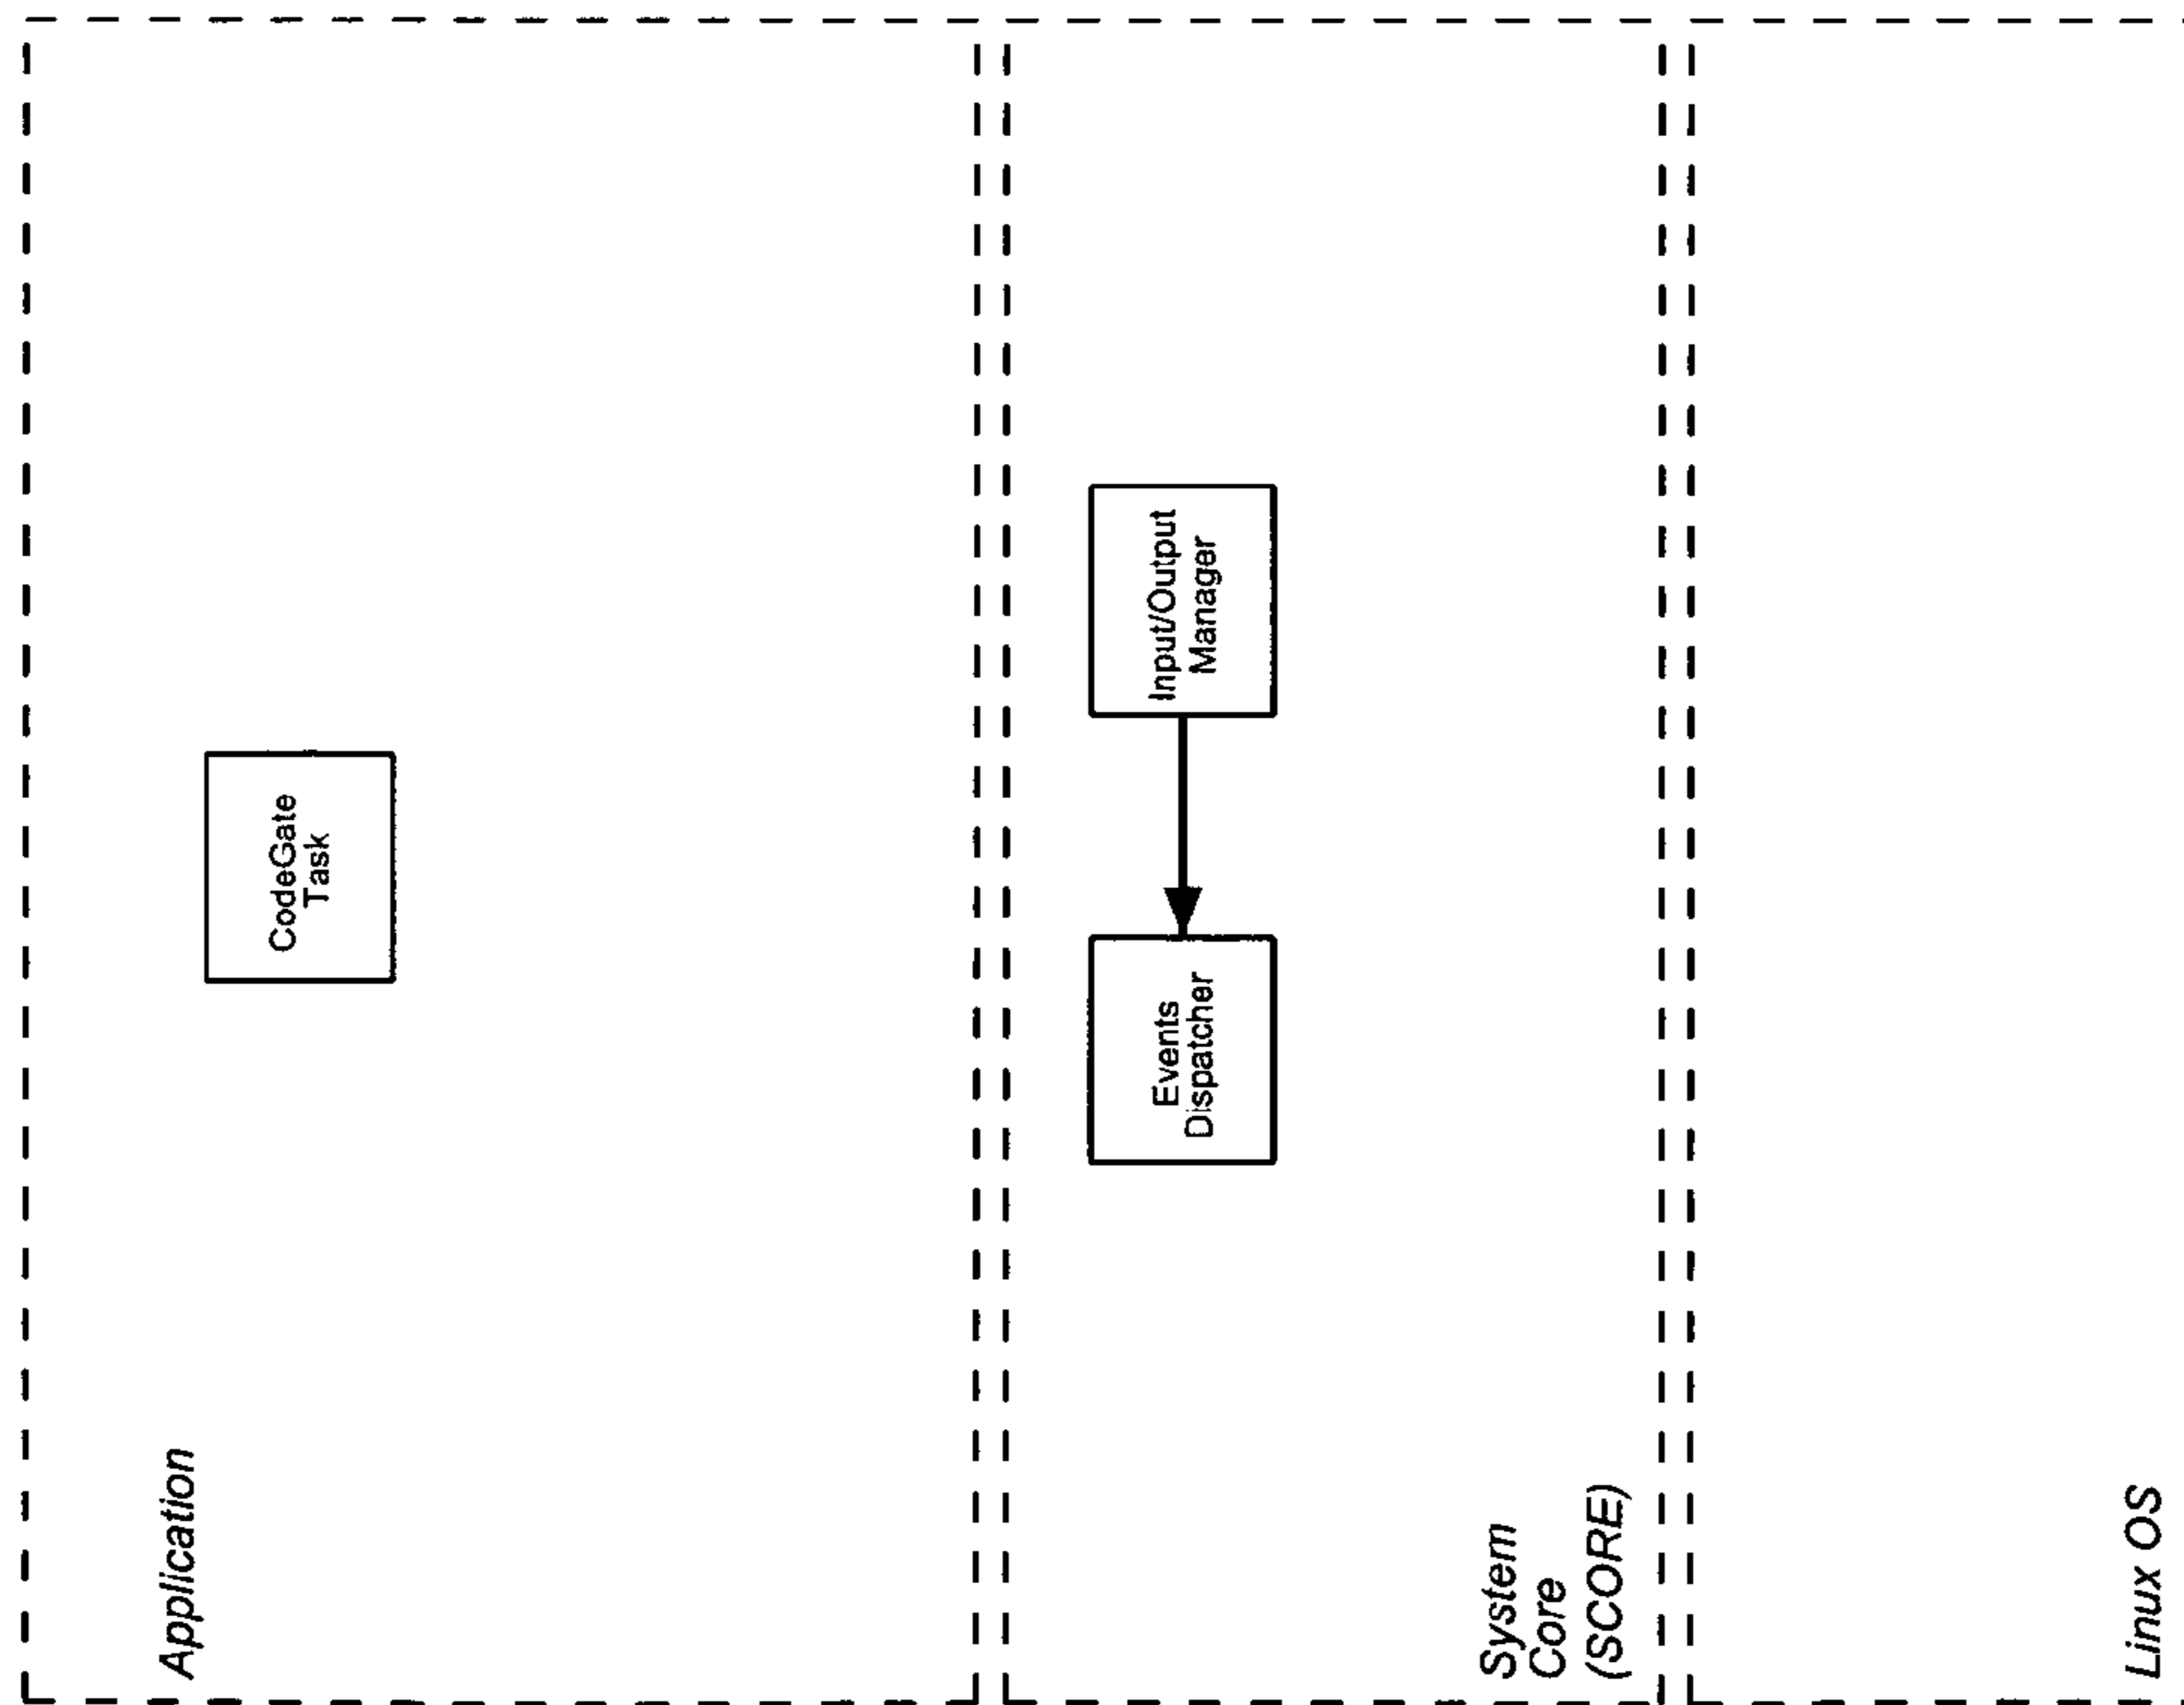 Application
CodeGate
Task
Input/Output
Manager
Events
Dispatcher
System
Core
(SCORE)
Linux OS